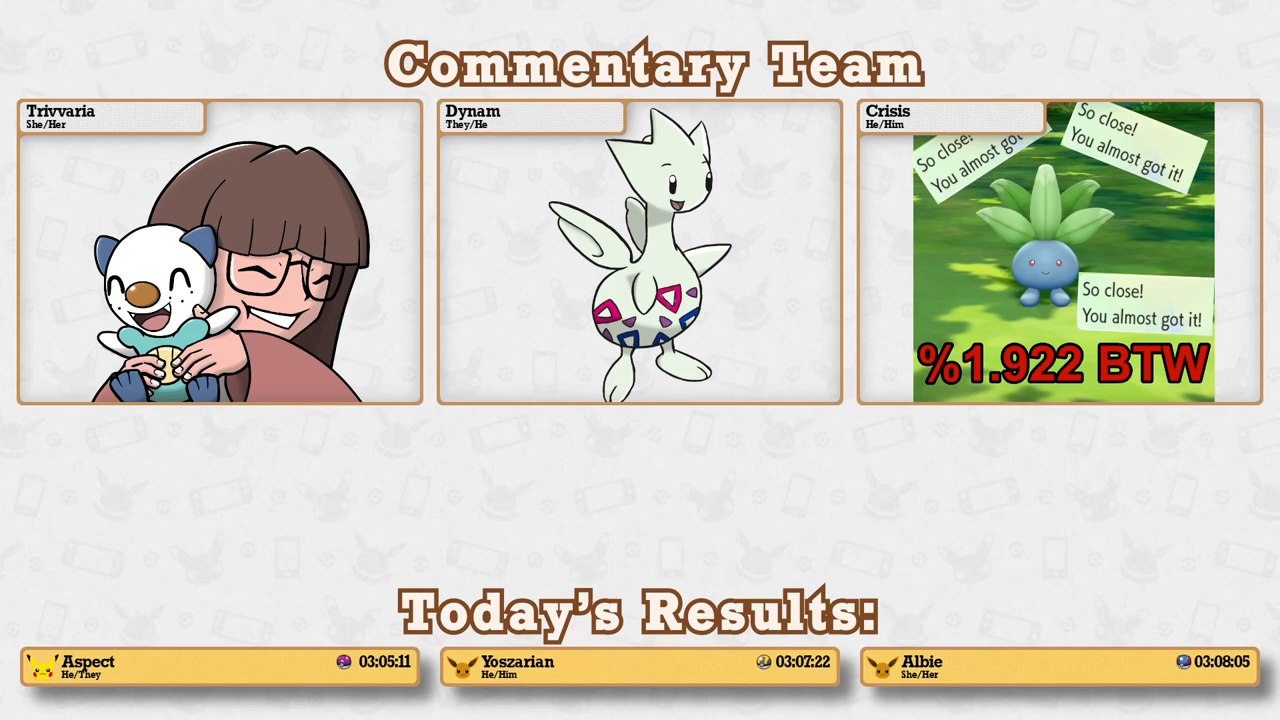 Commentary Team
Trivvaria
She/Her
Dynam
They/He
Crisis
He/Him
So close!
You almost got
So close!
You almost got it!
So close!
You almost got it!
%1.922 BTW
Today's Results:
Aspect
He/They
03:05:11
Yoszarian
He/Him
03:07:22
Albie
She/Her
03:08:05